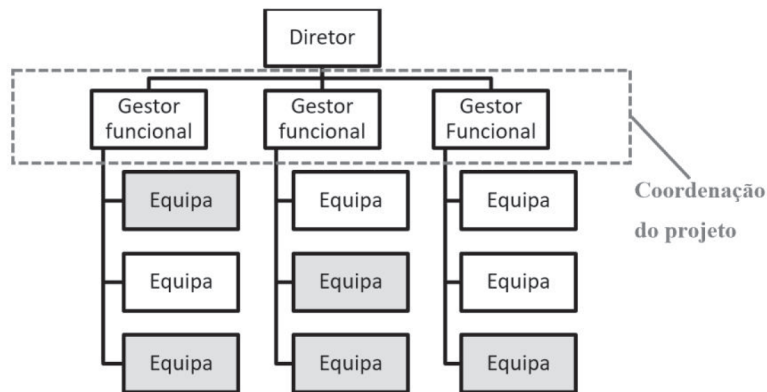 Diretor
Gestor
funcional
Gestor
funcional
Gestor
Funcional
Equipa
Equipa
Equipa
Equipa
Equipa
Equipa
Equipa
Equipa
Equipa
Coordenação
do projeto